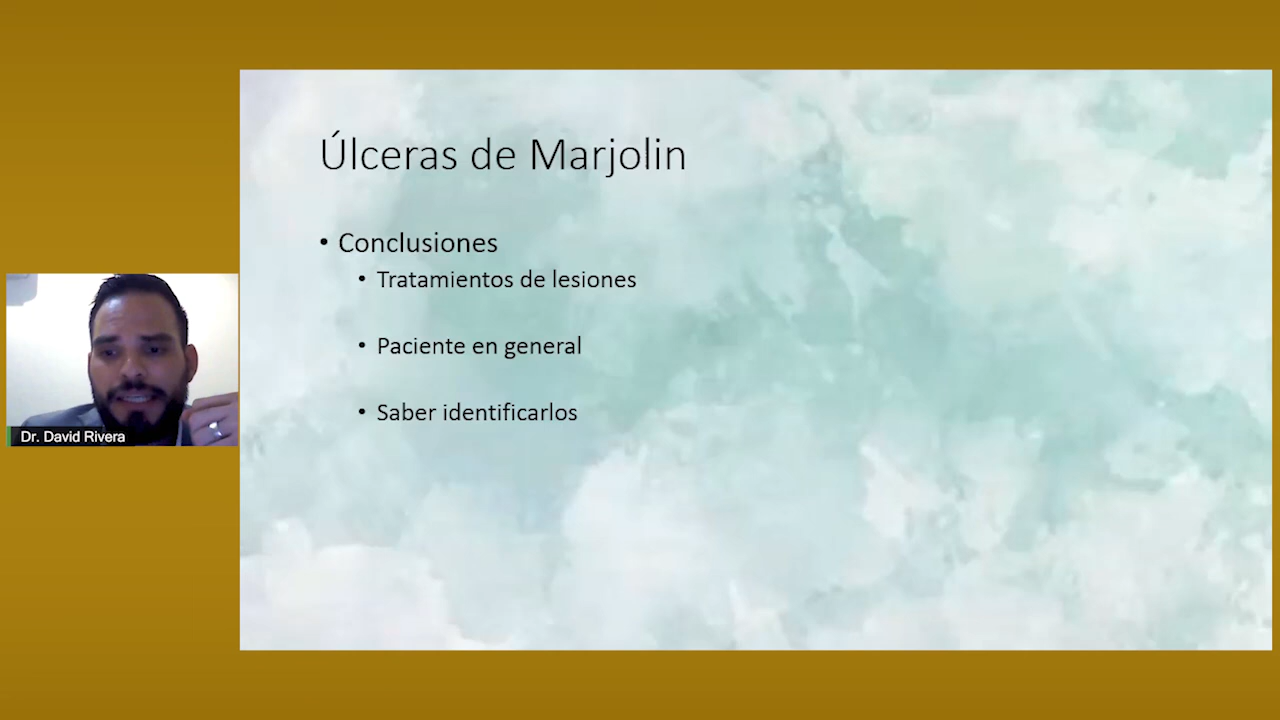 Úlceras de Marjolin
• Conclusiones
• Tratamientos de lesiones
• Paciente en general
• Saber identificarlos
Dr. David Rivera